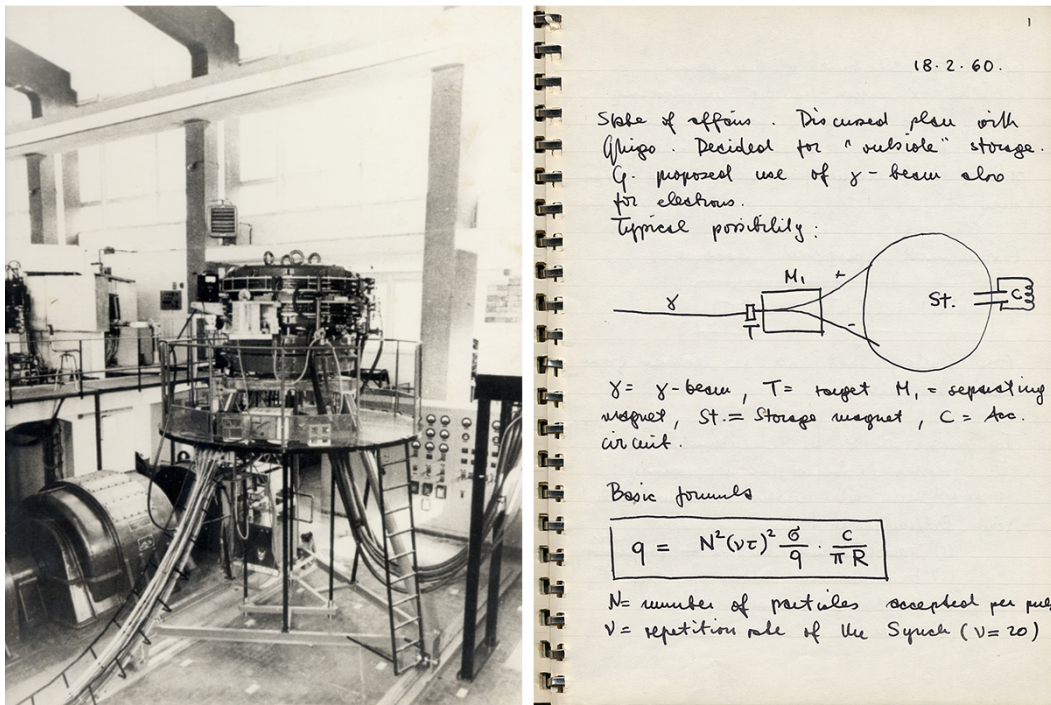 1
18.2.60.
State of affairs. Discussed plan with
Ghigo. Decided for "outside" storage.
G. proposed use of γ-beam also
for electrons.
Typical possibility:
M₁
+
γ
St.
C
-
T
γ = γ-beam, T = target M₁ = separating
magnet, St. = Storage magnet, C = Acc.
circuit.
Basic formula
q = N²(ντ)² σ/q · c/πR
N = number of particles accepted per pul
ν = repetition rate of the Synch (ν=20)